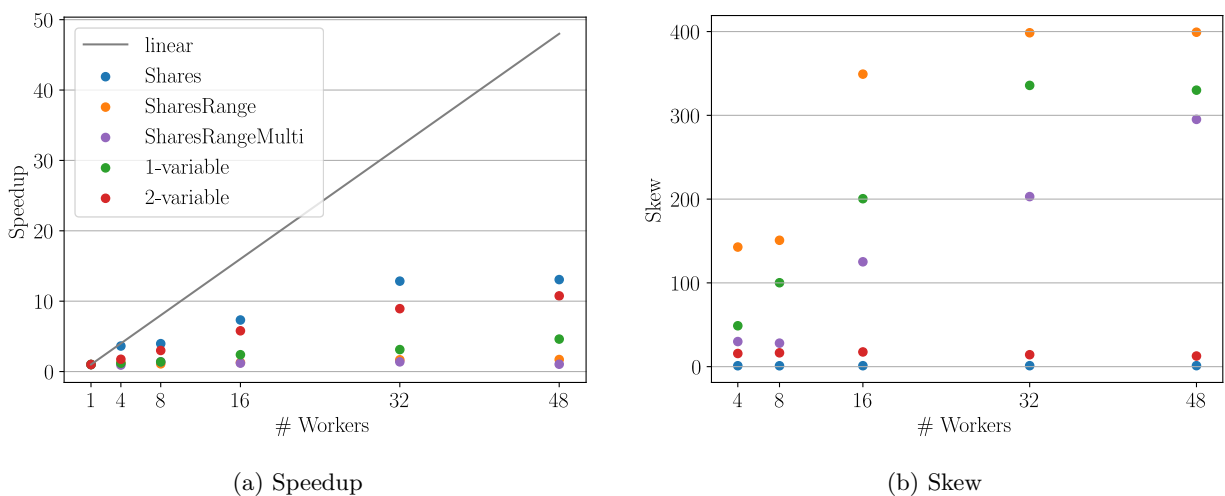 50
40
30
20
10
0
Speedup
linear
Shares
SharesRange
SharesRangeMulti
1-variable
2-variable
1 4 8 16 32 48
# Workers
(a) Speedup
400
300
200
100
0
Skew
4 8 16 32 48
# Workers
(b) Skew